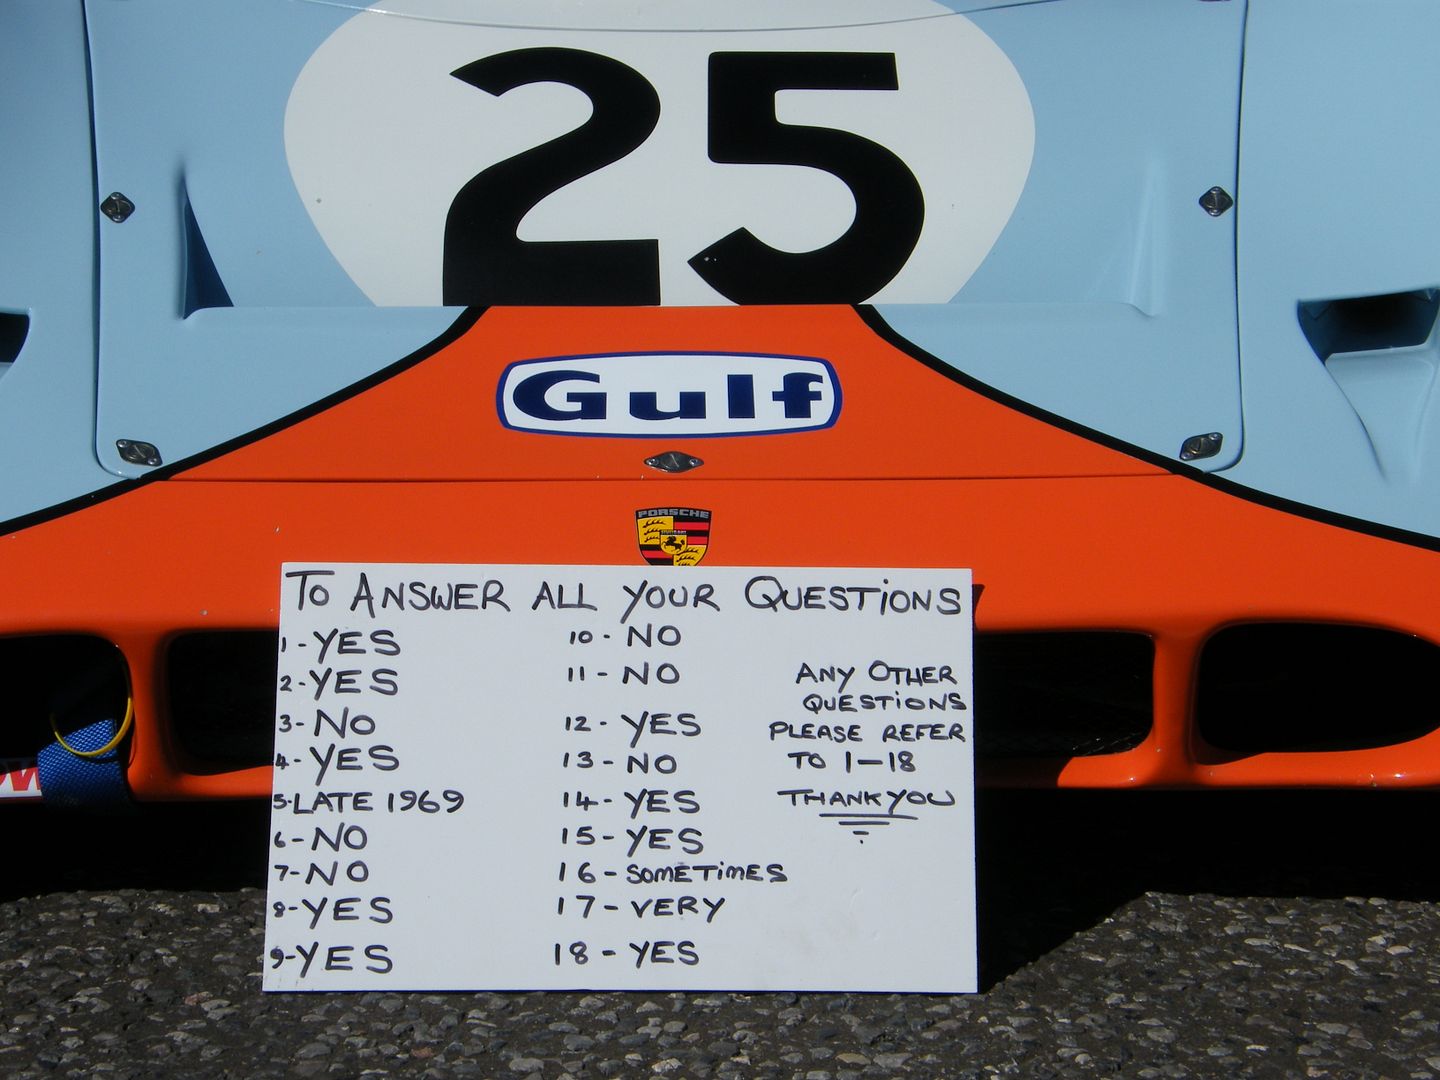 25
Gulf
PORSCHE
TO ANSWER ALL YOUR QUESTIONS
1-YES
2-YES
3-NO
4-YES
5-LATE 1969
6-NO
7-NO
8-YES
9-YES
10-NO
11-NO
12-YES
13-NO
14-YES
15-YES
16-SOMETIMES
17-VERY
18-YES
ANY OTHER
QUESTIONS
PLEASE REFER
TO 1-18
THANKYOU